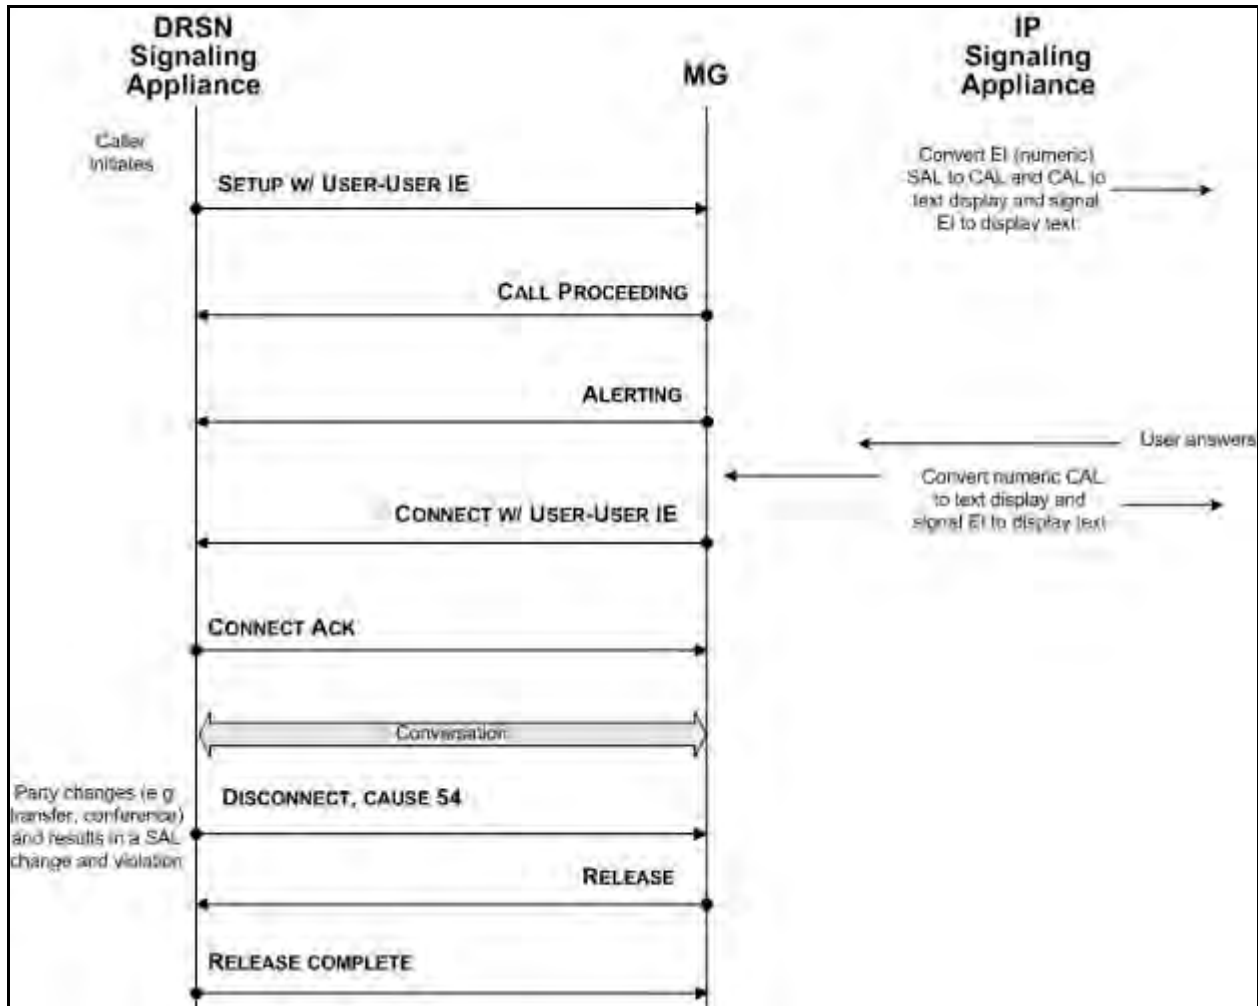 DRSN
Signaling
Appliance
MG
IP
Signaling
Appliance
Caller
Initiates
SETUP W/ USER-USER IE
Convert EI (numeric)
SAL to CAL and CAL to
text display and signal
EI to display text
CALL PROCEEDING
ALERTING
User answers
Convert numeric CAL
to text display and
signal EI to display text
CONNECT W/ USER-USER IE
CONNECT ACK
Conversation
Party changes (e.g.
transfer, conference)
and results in a SAL
change and violation
DISCONNECT, CAUSE 54
RELEASE
RELEASE COMPLETE